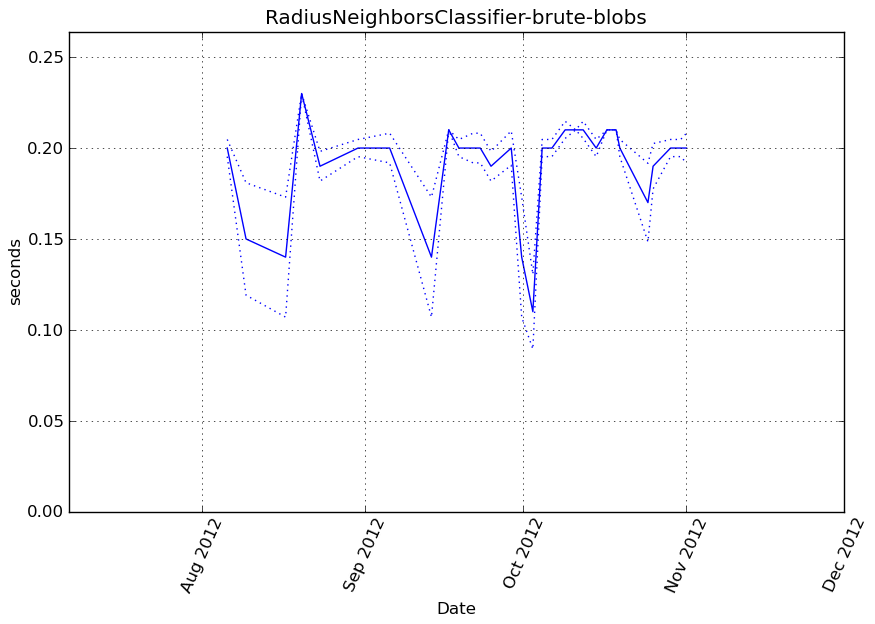 RadiusNeighborsClassifier-brute-blobs
0.25
0.20
0.15
0.10
0.05
0.00
seconds
Aug 2012
Sep 2012
Oct 2012
Nov 2012
Dec 2012
Date